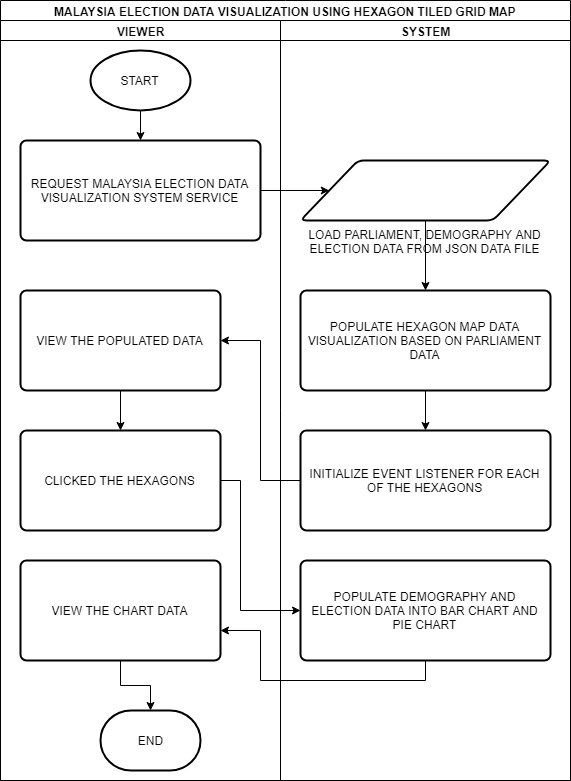 MALAYSIA ELECTION DATA VISUALIZATION USING HEXAGON TILED GRID MAP
VIEWER
SYSTEM
START
REQUEST MALAYSIA ELECTION DATA
VISUALIZATION SYSTEM SERVICE
LOAD PARLIAMENT, DEMOGRAPHY AND
ELECTION DATA FROM JSON DATA FILE
VIEW THE POPULATED DATA
POPULATE HEXAGON MAP DATA
VISUALIZATION BASED ON PARLIAMENT
DATA
CLICKED THE HEXAGONS
INITIALIZE EVENT LISTENER FOR EACH
OF THE HEXAGONS
VIEW THE CHART DATA
POPULATE DEMOGRAPHY AND
ELECTION DATA INTO BAR CHART AND
PIE CHART
END